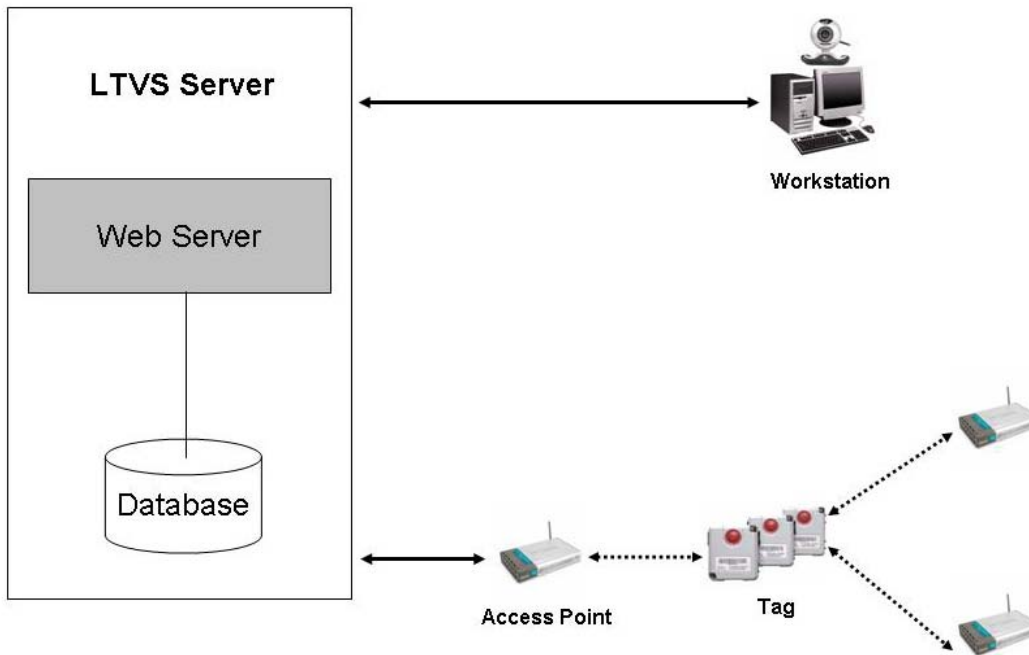 LTVS Server
Web Server
Database
Workstation
Access Point
Tag